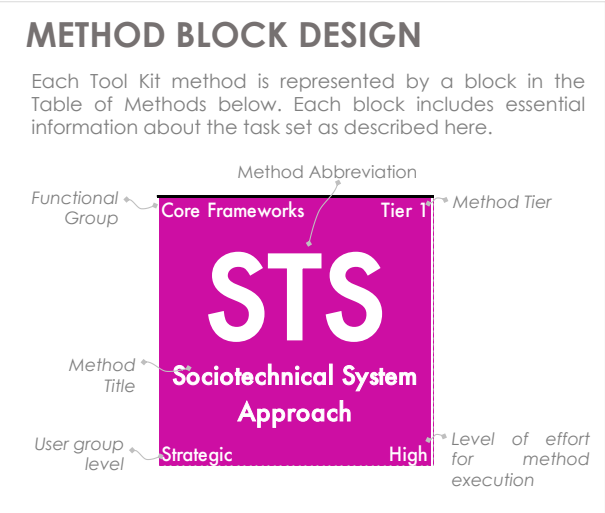 METHOD BLOCK DESIGN
Each Tool Kit method is represented by a block in the
Table of Methods below. Each block includes essential
information about the task set as described here.
Method Abbreviation
Functional
Group
Core Frameworks
Tier 1
Method Tier
STS
Method
Title
Sociotechnical System
Approach
User group
level
Strategic
High
Level of effort
for method
execution